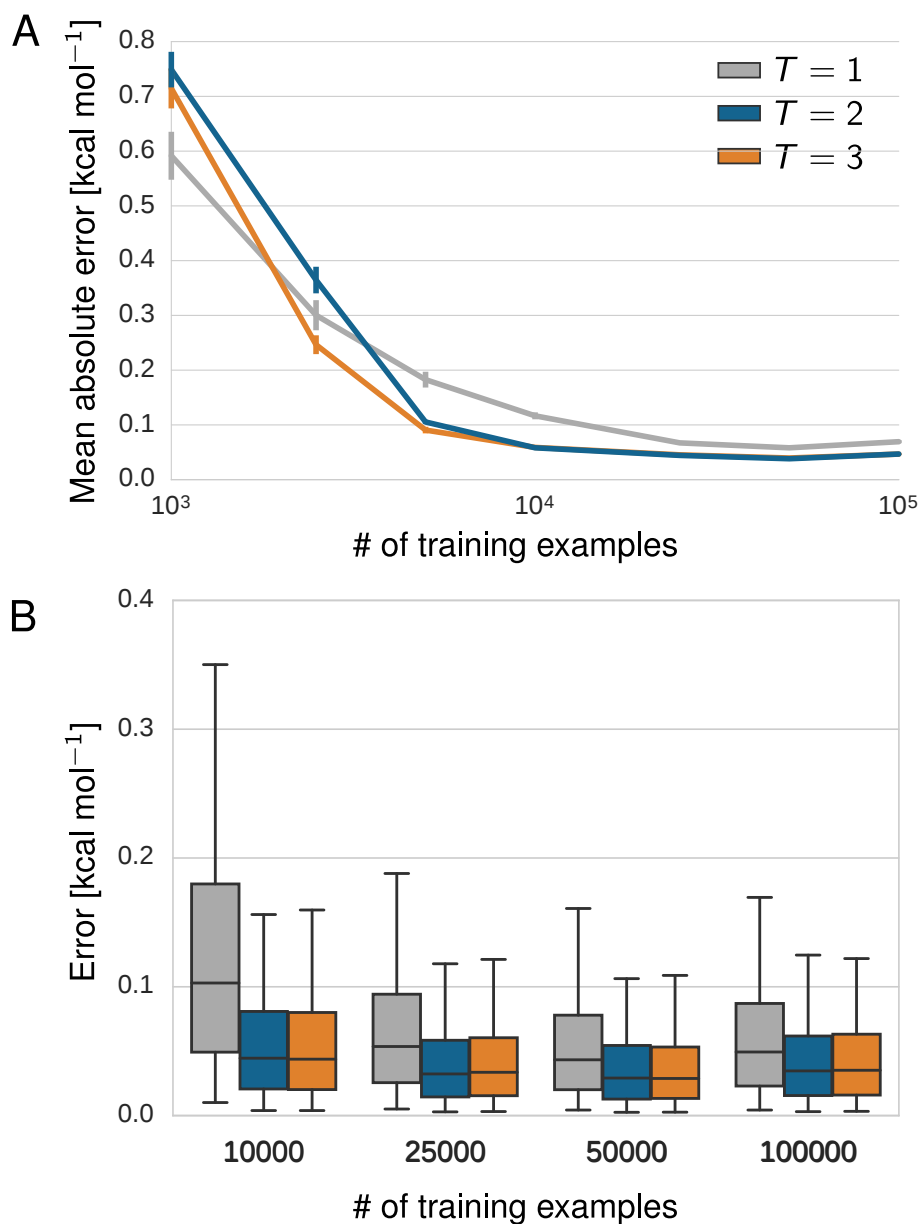 A
Mean absolute error [kcal mol⁻¹]
0.8
0.7
0.6
0.5
0.4
0.3
0.2
0.1
0.0
T = 1
T = 2
T = 3
10³
10⁴
10⁵
# of training examples
B
Error [kcal mol⁻¹]
0.4
0.3
0.2
0.1
0.0
10000
25000
50000
100000
# of training examples